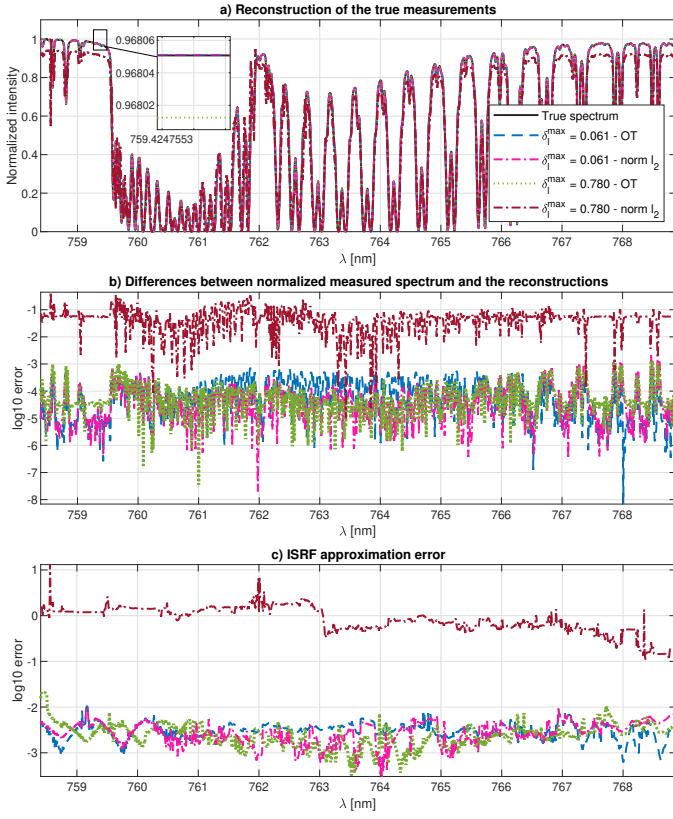 a) Reconstruction of the true measurements
Normalized intensity
1
0.8
0.6
0.4
0.2
0
0.96806
0.96804
0.96802
759.4247553
True spectrum
δ_l^max = 0.061 - OT
δ_l^max = 0.061 - norm l_2
δ_l^max = 0.780 - OT
δ_l^max = 0.780 - norm l_2
759 760 761 762 763 764 765 766 767 768
λ [nm]
b) Differences between normalized measured spectrum and the reconstructions
log10 error
-1
-2
-3
-4
-5
-6
-7
-8
759 760 761 762 763 764 765 766 767 768
λ [nm]
c) ISRF approximation error
log10 error
1
0
-1
-2
-3
759 760 761 762 763 764 765 766 767 768
λ [nm]